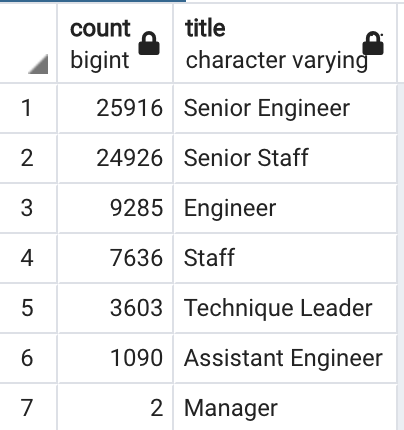 count title
bigint character varying
1 25916 Senior Engineer
2 24926 Senior Staff
3 9285 Engineer
4 7636 Staff
5 3603 Technique Leader
6 1090 Assistant Engineer
7 2 Manager